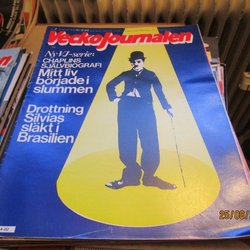 VeckoJournalen
Ny VJ-serie:
CHAPLINS
SJÄLVBIOGRAFI
Mitt liv
började i
slummen
Drottning
Silvias
släkt i
Brasilien